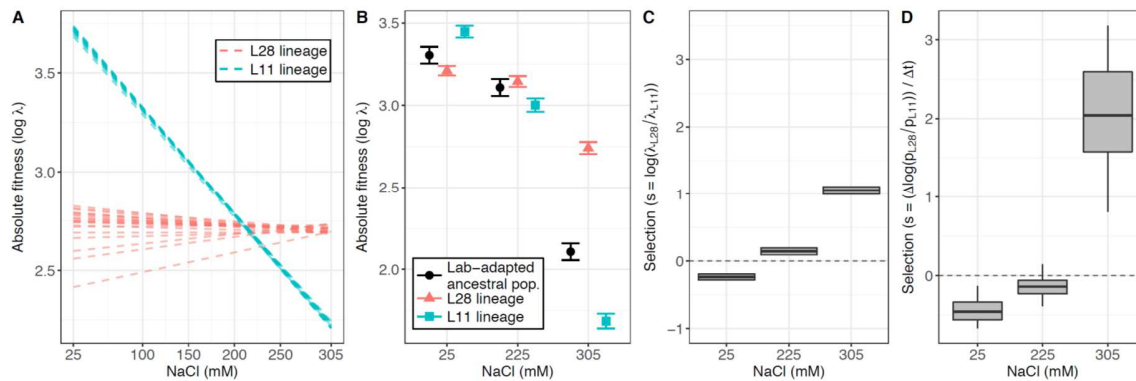 A
Absolute fitness (log λ)
3.5
3.0
2.5
L28 lineage
L11 lineage
25
100
150
200
250
305
NaCl (mM)
B
Absolute fitness (log λ)
3.5
3.0
2.5
2.0
Lab−adapted
ancestral pop.
L28 lineage
L11 lineage
25
225
305
NaCl (mM)
C
Selection (s = log(λL28/λL11))
3
2
1
0
−1
25
225
305
NaCl (mM)
D
Selection (s = (Δlog(pL28/pL11)) / Δt)
3
2
1
0
−1
25
225
305
NaCl (mM)